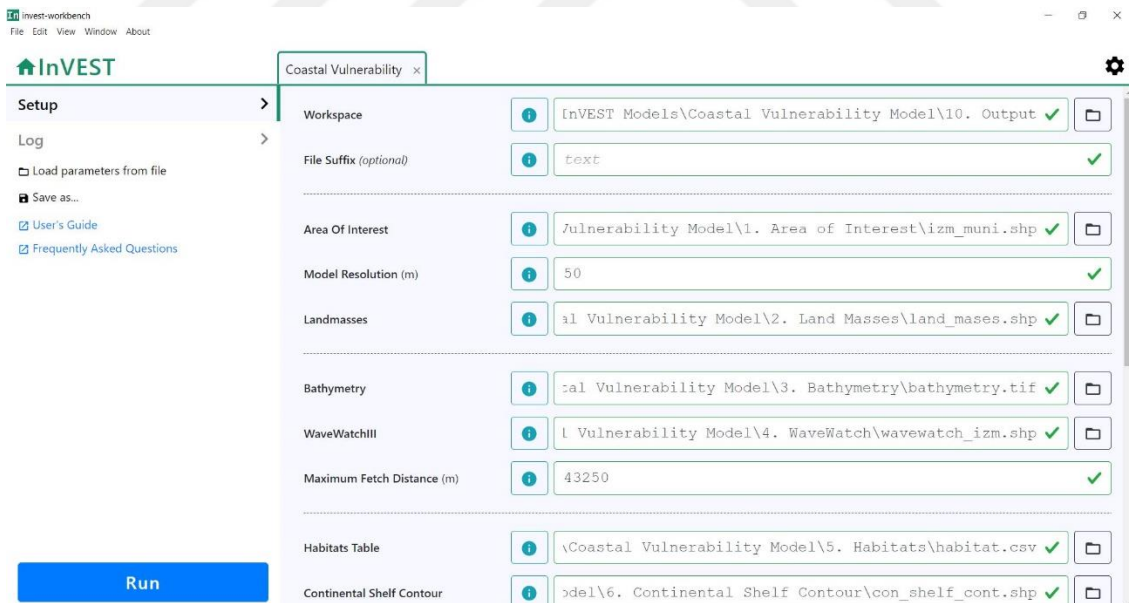 In invest-workbench
File Edit View Window About
InVEST
Coastal Vulnerability ×
Setup
Log
Load parameters from file
Save as...
User's Guide
Frequently Asked Questions
Run
Workspace InVEST Models\Coastal Vulnerability Model\10. Output
File Suffix (optional) text
Area Of Interest Vulnerability Model\1. Area of Interest\izm_muni.shp
Model Resolution (m) 50
Landmasses al Vulnerability Model\2. Land Masses\land_mases.shp
Bathymetry tal Vulnerability Model\3. Bathymetry\bathymetry.tif
WaveWatchIII l Vulnerability Model\4. WaveWatch\wavewatch_izm.shp
Maximum Fetch Distance (m) 43250
Habitats Table \Coastal Vulnerability Model\5. Habitats\habitat.csv
Continental Shelf Contour odel\6. Continental Shelf Contour\con_shelf_cont.shp